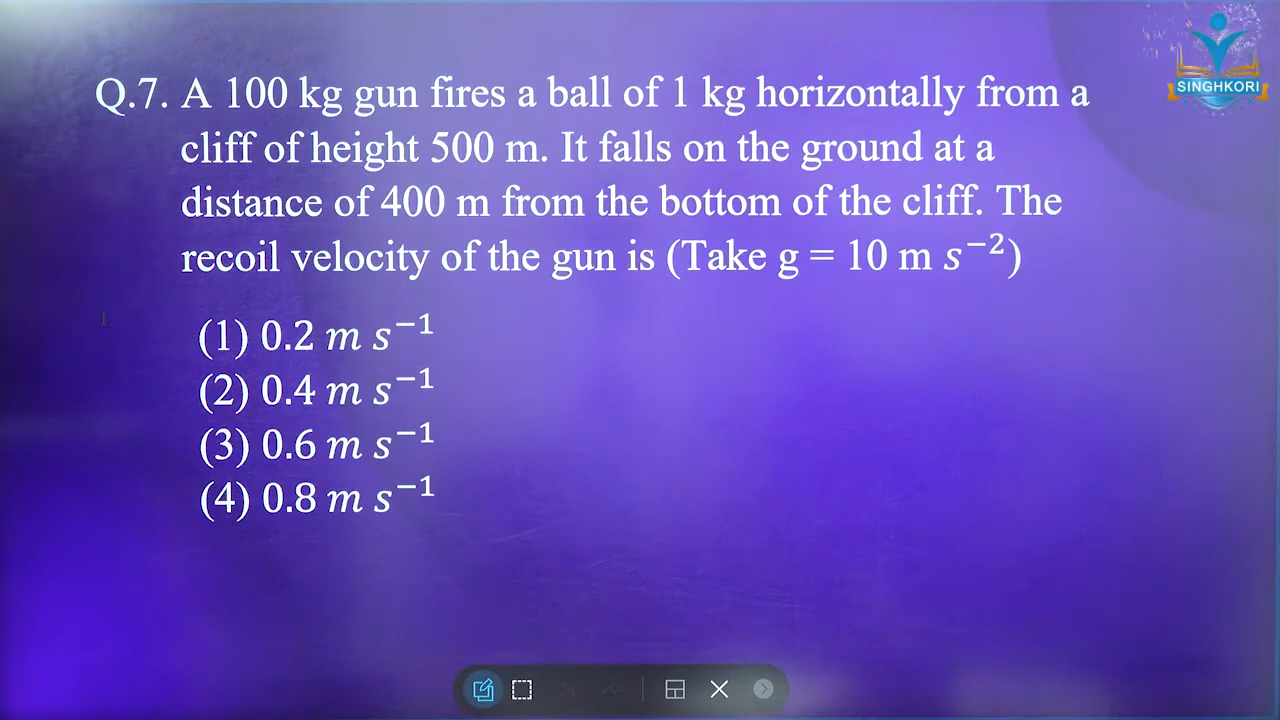 SINGHKORI
Q.7. A 100 kg gun fires a ball of 1 kg horizontally from a
cliff of height 500 m. It falls on the ground at a
distance of 400 m from the bottom of the cliff. The
recoil velocity of the gun is (Take g = 10 m s⁻²)
(1) 0.2 m s⁻¹
(2) 0.4 m s⁻¹
(3) 0.6 m s⁻¹
(4) 0.8 m s⁻¹